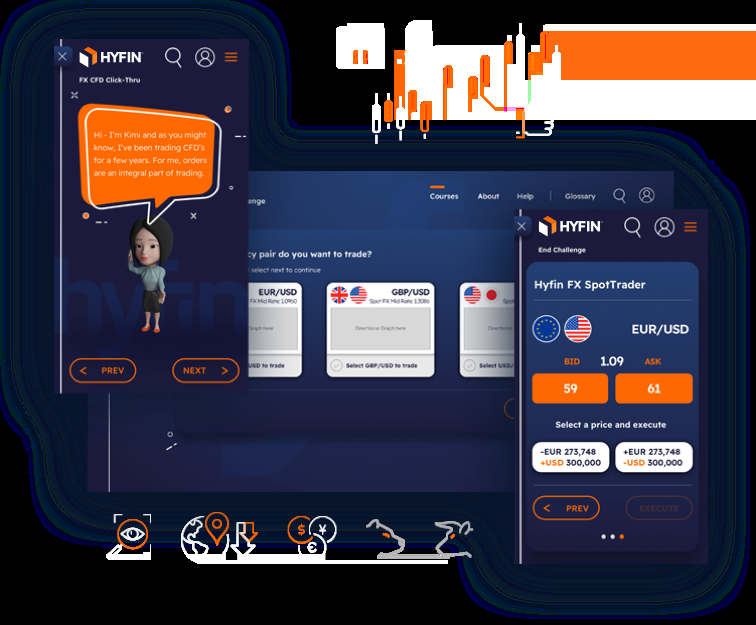 HYFIN
FX CFD Click-Thru
Hi - I'm Kimi and as you might
know, I've been trading CFD's
for a few years. For me, orders
are an integral part of trading.
hyfin
PREV
NEXT
enge
Courses
About
Help
Glossary
cy pair do you want to trade?
select next to continue
EUR/USD
FX Mid Rate: 1.0960
Graph here
USD to trade
GBP/USD
Spot FX Mid Rate: 1.3086
Directional Graph here
Select GBP/USD to trade
Spot
Directional
Select USD/
HYFIN
End Challenge
Hyfin FX SpotTrader
EUR/USD
BID 1.09 ASK
59 61
Select a price and execute
-EUR 273,748 +EUR 273,748
+USD 300,000 -USD 300,000
PREV EXECUTE
$ ¥
€